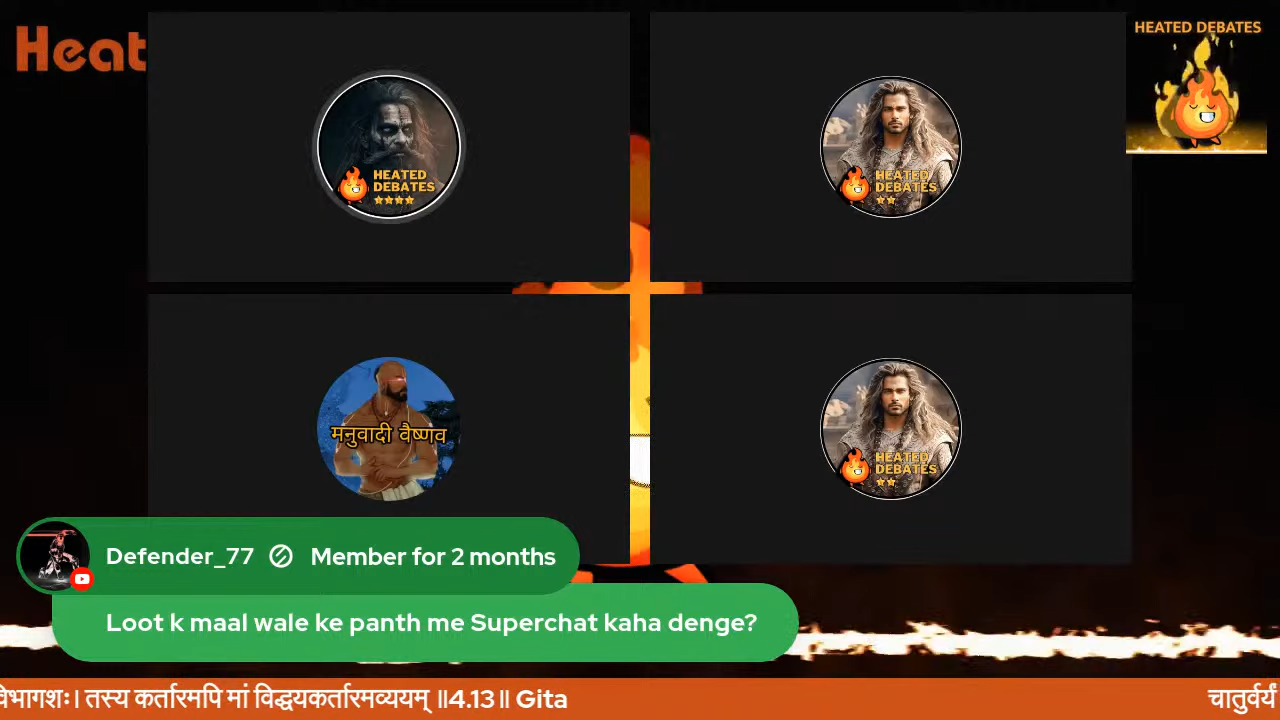 Heat
HEATED DEBATES
HEATED
DEBATES
HEATED
DEBATES
मनुवादी वैष्णव
HEATED
DEBATES
Defender_77 Member for 2 months
Loot k maal wale ke panth me Superchat kaha denge?
विभागशः। तस्य कर्तारमपि मां विद्धयकर्तारमव्ययम् ॥4.13॥ Gita चातुर्वर्यं